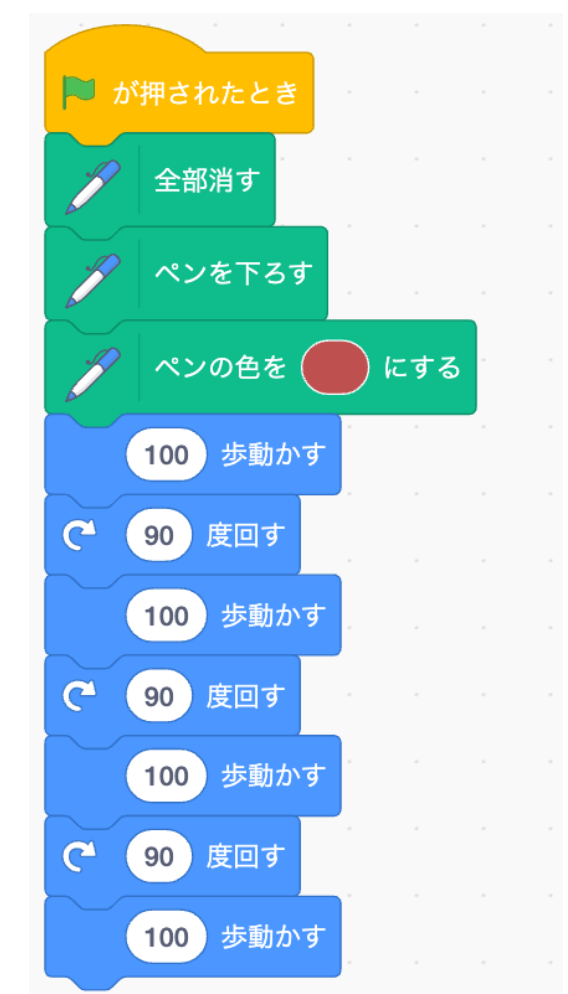 が押されたとき
全部消す
ペンを下ろす
ペンの色を にする
100 歩動かす
90 度回す
100 歩動かす
90 度回す
100 歩動かす
90 度回す
100 歩動かす